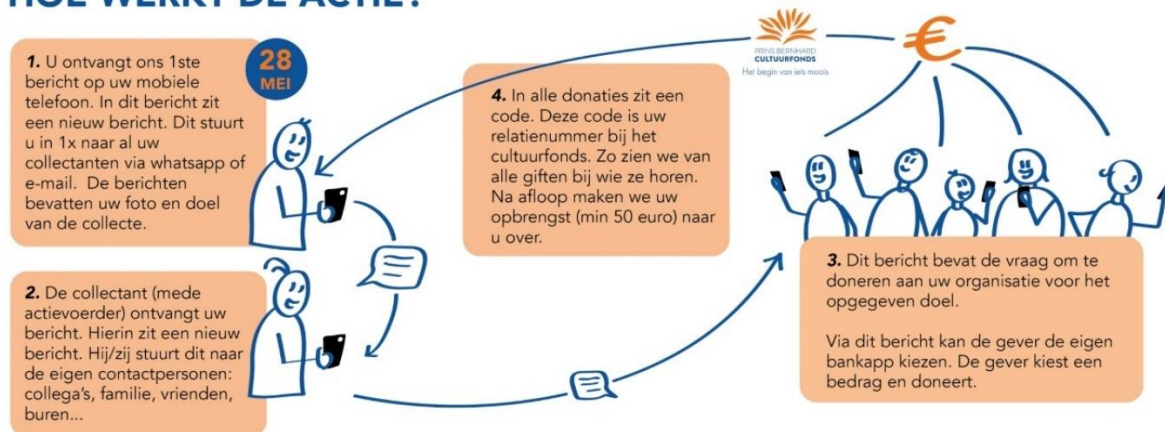 HOE WERKT DE ACTIE?
1. U ontvangt ons 1ste
bericht op uw mobiele
telefoon. In dit bericht zit
een nieuw bericht. Dit stuurt
u in 1x naar al uw
collectanten via whatsapp of
e-mail. De berichten
bevatten uw foto en doel
van de collecte.
28
MEI
2. De collectant (mede
actievoerder) ontvangt uw
bericht. Hierin zit een nieuw
bericht. Hij/zij stuurt dit naar
de eigen contactpersonen:
collega's, familie, vrienden,
buren...
3. Dit bericht bevat de vraag om te
doneren aan uw organisatie voor het
opgegeven doel.
Via dit bericht kan de gever de eigen
bankapp kiezen. De gever kiest een
bedrag en doneert.
4. In alle donaties zit een
code. Deze code is uw
relatienummer bij het
cultuurfonds. Zo zien we van
alle giften bij wie ze horen.
Na afloop maken we uw
opbrengst (min 50 euro) naar
u over.
PRINS BERNHARD
CULTUURFONDS
Het begin van iets moois
€